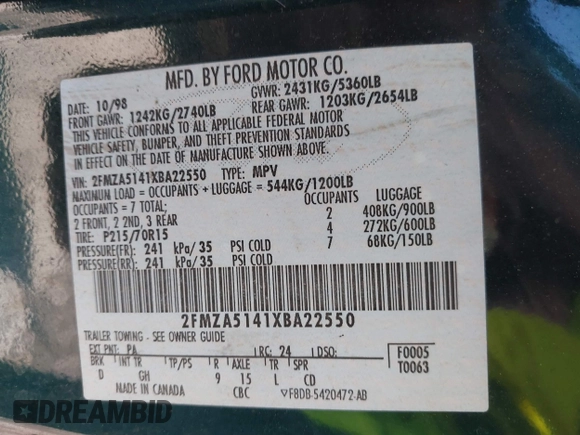 MFD. BY FORD MOTOR CO.
DATE: 10/98 GVWR: 2431KG/5360LB
FRONT GAWR: 1242KG/2740LB REAR GAWR: 1203KG/2654LB
THIS VEHICLE CONFORMS TO ALL APPLICABLE FEDERAL MOTOR
VEHICLE SAFETY, BUMPER, AND THEFT PREVENTION STANDARDS
IN EFFECT ON THE DATE OF MANUFACTURE SHOWN ABOVE.
VIN: 2FMZA5141XBA22550 TYPE: MPV
MAXIMUM LOAD = OCCUPANTS + LUGGAGE = 544KG/1200LB
OCCUPANTS = 7 TOTAL: OCCUPANTS LUGGAGE
2 FRONT, 2 2ND, 3 REAR 2 408KG/900LB
TIRE: P215/70R15 4 272KG/600LB
PRESSURE(FR): 241 kPa/35 PSI COLD 7 68KG/150LB
PRESSURE(RR): 241 kPa/35 PSI COLD
2FMZA5141XBA22550
TRAILER TOWING - SEE OWNER GUIDE
EXT PNT: PA RC: 24 DSO: F0005
BRK INT TR TP/PS R AXLE TR SPR T0063
D GH 9 15 L CD
MADE IN CANADA CBC F8DB-5420472-AB
DREAMBID